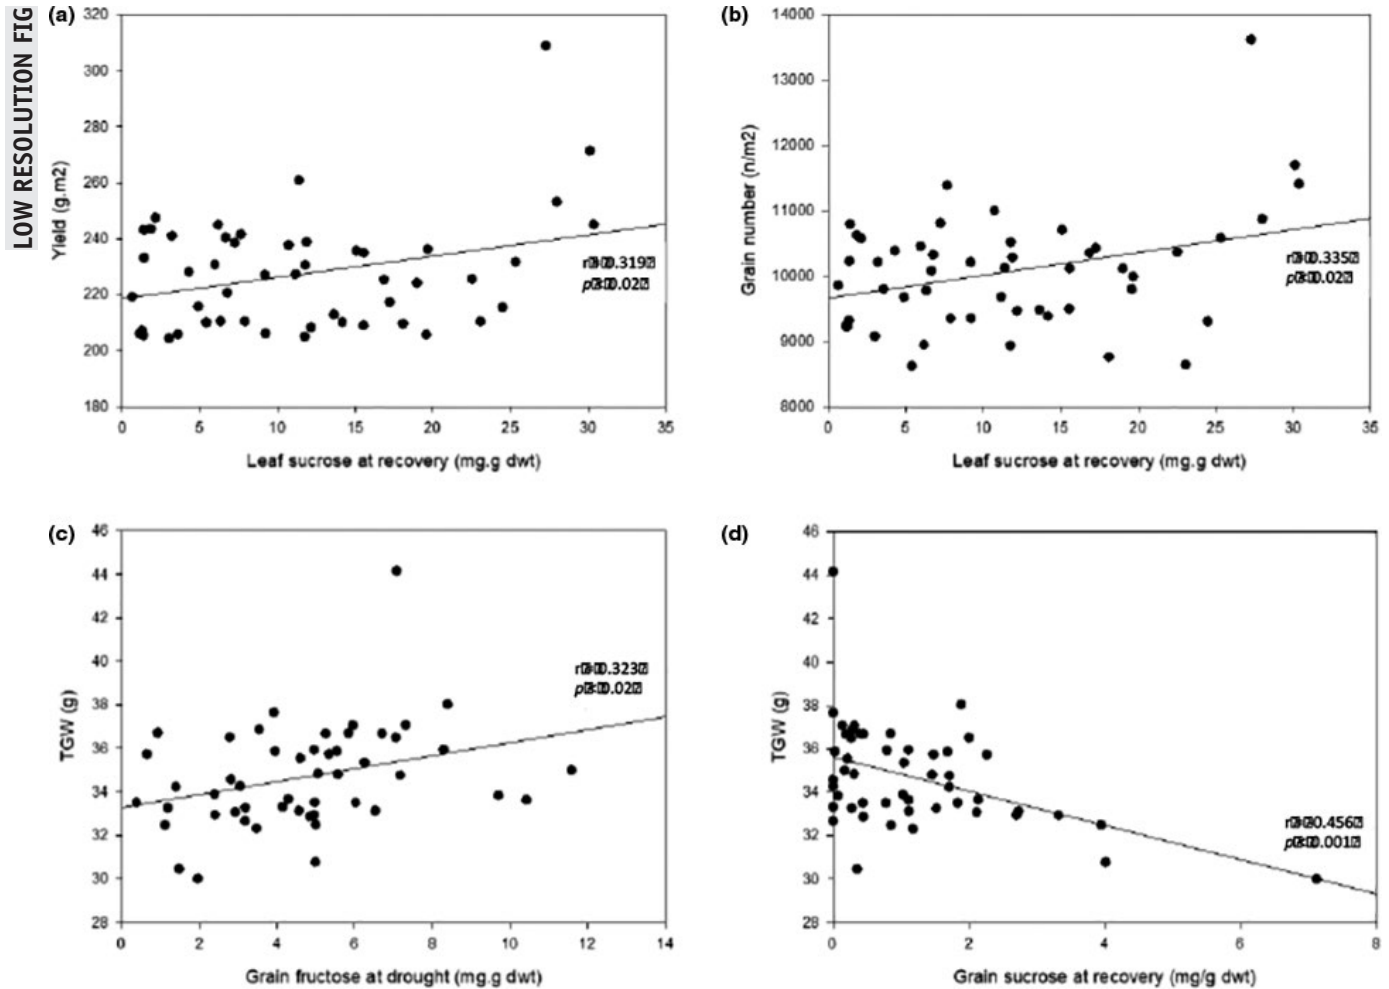 LOW RESOLUTION FIG
(a)
320
300
280
260
240
220
200
180
Yield (g.m2)
0 5 10 15 20 25 30 35
Leaf sucrose at recovery (mg.g dwt)
(b)
14000
13000
12000
11000
10000
9000
8000
Grain number (n/m2)
0 5 10 15 20 25 30 35
Leaf sucrose at recovery (mg.g dwt)
(c)
46
44
42
40
38
36
34
32
30
28
TGW (g)
0 2 4 6 8 10 12 14
Grain fructose at drought (mg.g dwt)
(d)
46
44
42
40
38
36
34
32
30
28
TGW (g)
0 2 4 6 8
Grain sucrose at recovery (mg/g dwt)